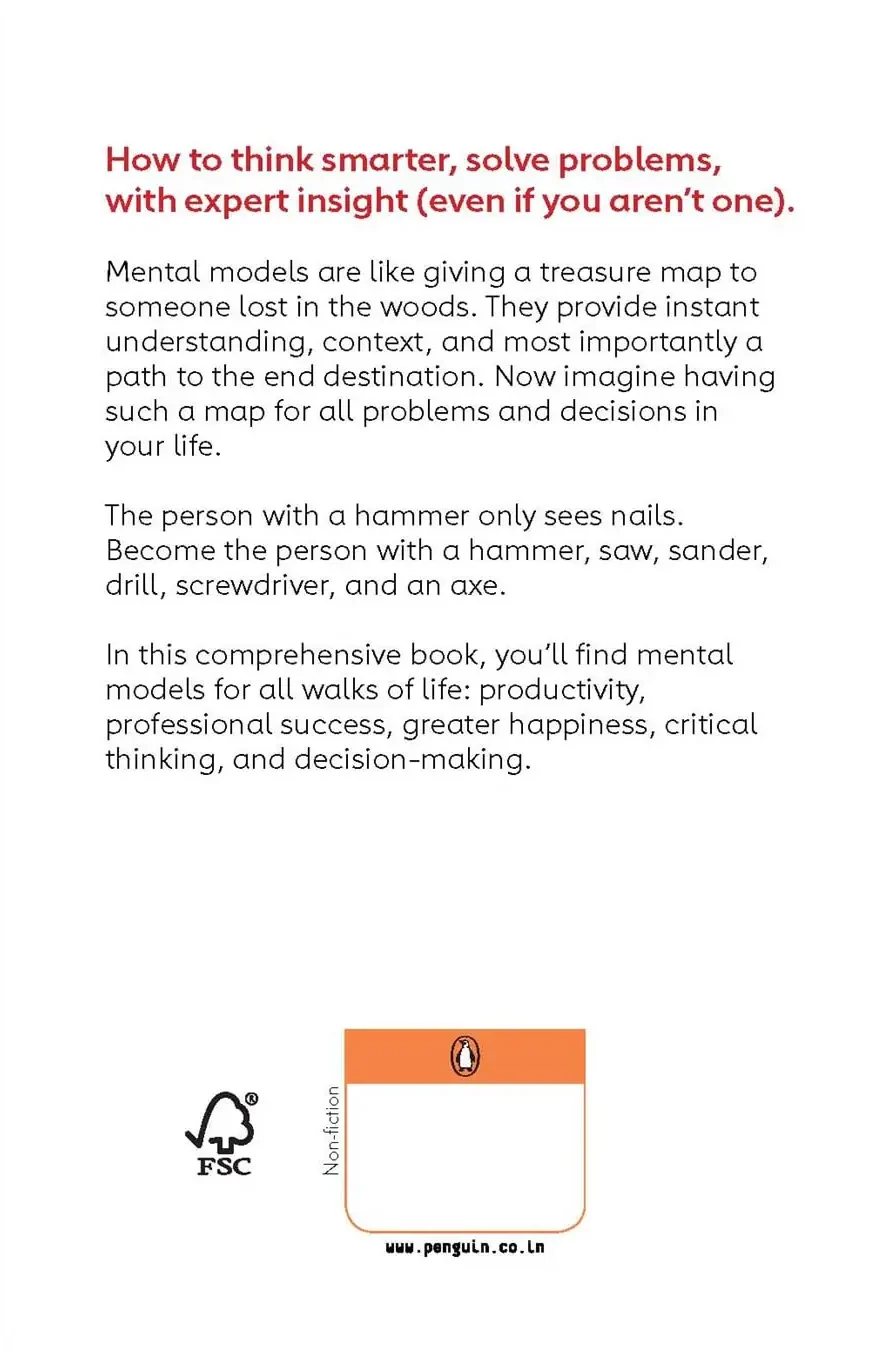 How to think smarter, solve problems,
with expert insight (even if you aren't one).
Mental models are like giving a treasure map to
someone lost in the woods. They provide instant
understanding, context, and most importantly a
path to the end destination. Now imagine having
such a map for all problems and decisions in
your life.
The person with a hammer only sees nails.
Become the person with a hammer, saw, sander,
drill, screwdriver, and an axe.
In this comprehensive book, you'll find mental
models for all walks of life: productivity,
professional success, greater happiness, critical
thinking, and decision-making.
®
FSC
Non-fiction
www.penguin.co.in